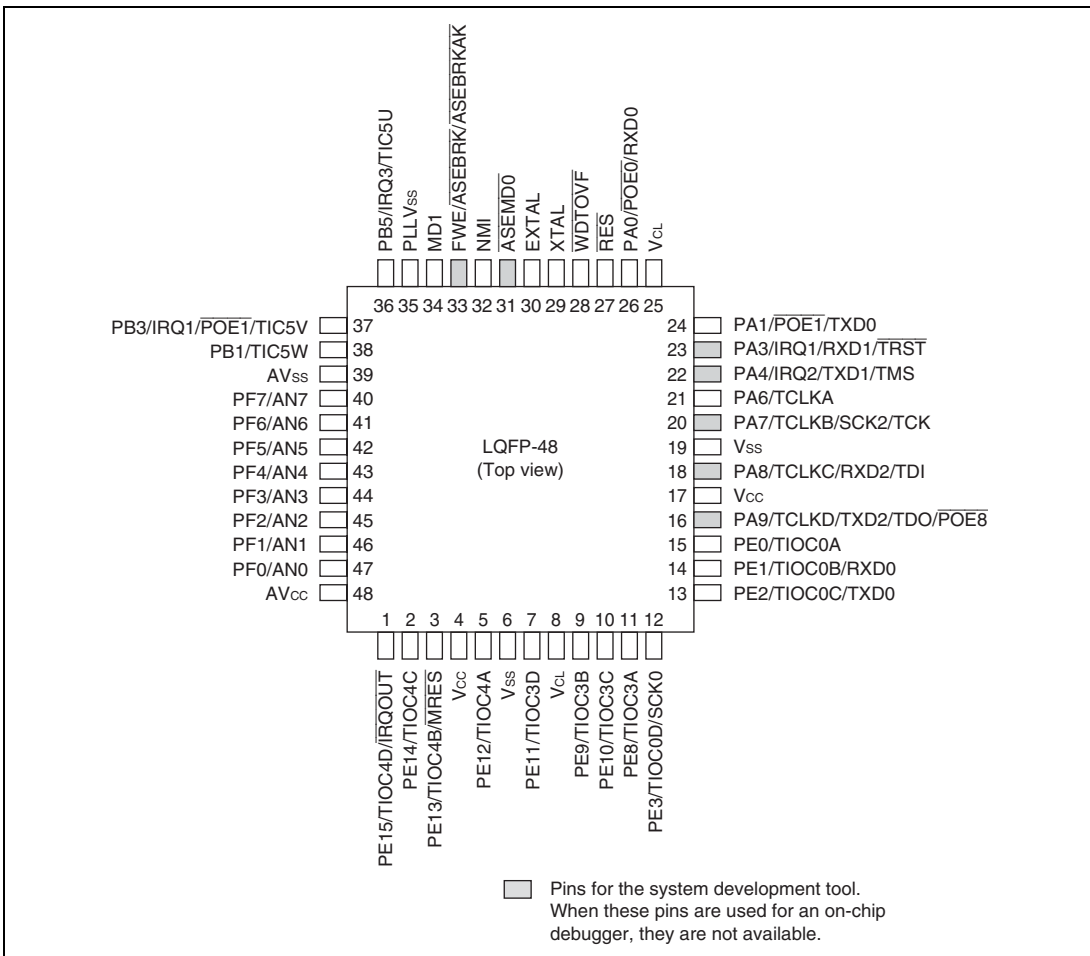 PB5/IRQ3/TIC5U
PLLVss
MD1
FWE/ASEBRK/ASEBRKAK
NMI
ASEMD0
EXTAL
XTAL
WDTOVF
RES
PA0/POE0/RXD0
VCL
36 35 34 33 32 31 30 29 28 27 26 25
PB3/IRQ1/POE1/TIC5V 37
PB1/TIC5W 38
AVss 39
PF7/AN7 40
PF6/AN6 41
PF5/AN5 42
PF4/AN4 43
PF3/AN3 44
PF2/AN2 45
PF1/AN1 46
PF0/AN0 47
AVcc 48
LQFP-48
(Top view)
24 PA1/POE1/TXD0
23 PA3/IRQ1/RXD1/TRST
22 PA4/IRQ2/TXD1/TMS
21 PA6/TCLKA
20 PA7/TCLKB/SCK2/TCK
19 Vss
18 PA8/TCLKC/RXD2/TDI
17 Vcc
16 PA9/TCLKD/TXD2/TDO/POE8
15 PE0/TIOC0A
14 PE1/TIOC0B/RXD0
13 PE2/TIOC0C/TXD0
1 2 3 4 5 6 7 8 9 10 11 12
PE15/TIOC4D/IRQOUT
PE14/TIOC4C
PE13/TIOC4B/MRES
Vcc
PE12/TIOC4A
Vss
PE11/TIOC3D
VCL
PE9/TIOC3B
PE10/TIOC3C
PE8/TIOC3A
PE3/TIOC0D/SCK0
Pins for the system development tool.
When these pins are used for an on-chip
debugger, they are not available.